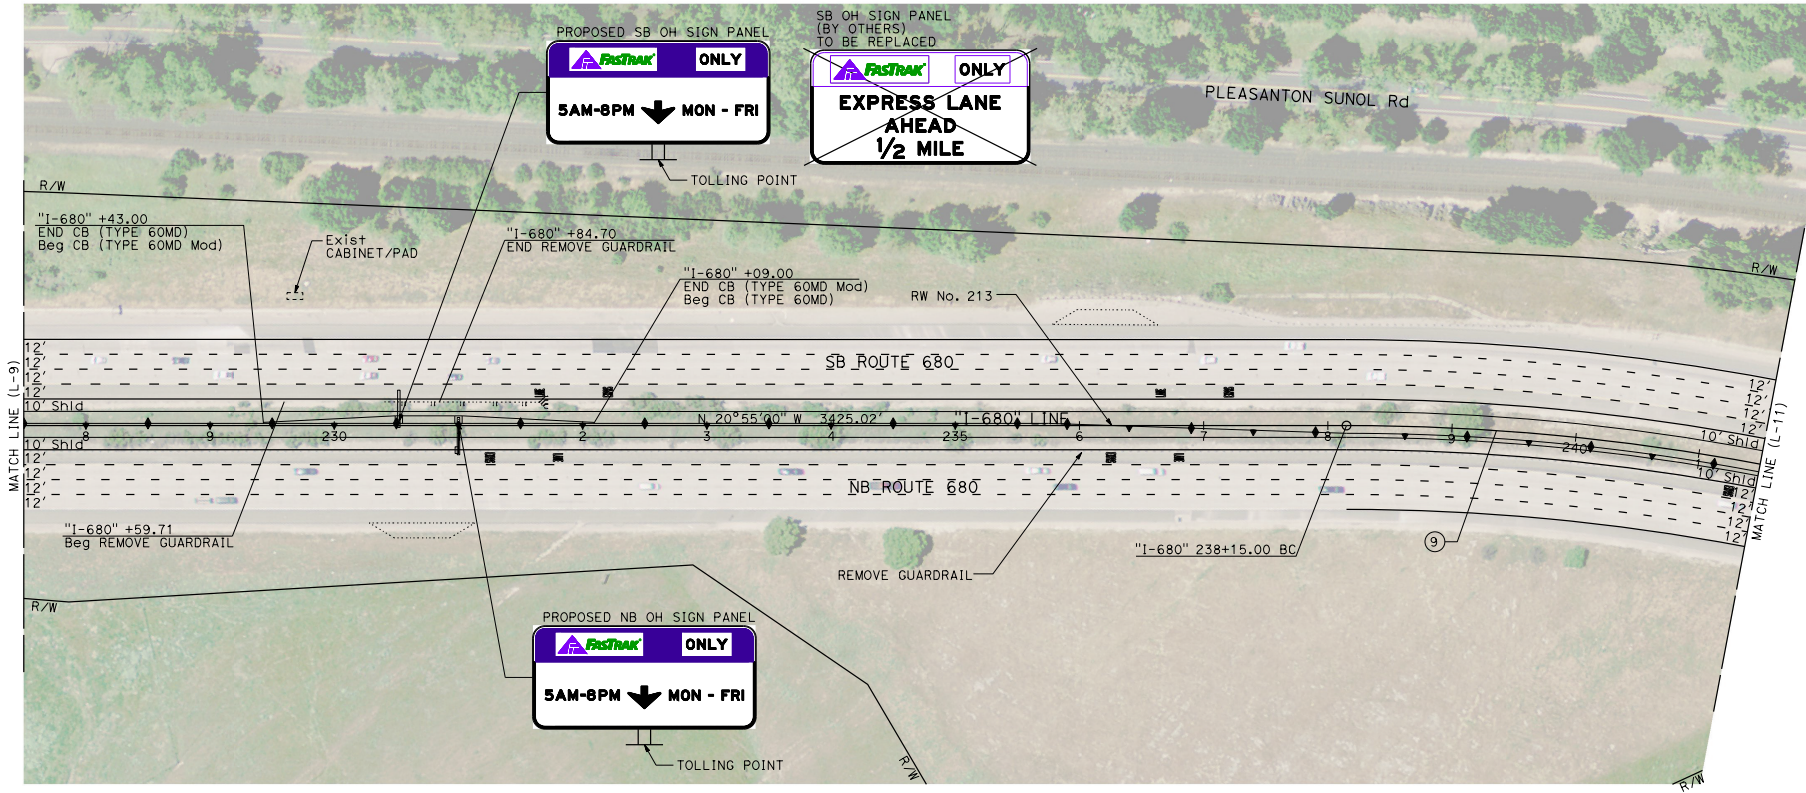 PROPOSED SB OH SIGN PANEL
FASTRAK ONLY
5AM-8PM MON - FRI
TOLLING POINT
SB OH SIGN PANEL
(BY OTHERS)
TO BE REPLACED
FASTRAK ONLY
EXPRESS LANE
AHEAD
1/2 MILE
PLEASANTON SUNOL Rd
R/W
"I-680" +43.00
END CB (TYPE 60MD)
Beg CB (TYPE 60MD Mod)
Exist
CABINET/PAD
"I-680" +84.70
END REMOVE GUARDRAIL
"I-680" +09.00
END CB (TYPE 60MD Mod)
Beg CB (TYPE 60MD)
RW No. 213
R/W
MATCH LINE (L-9)
12'
12'
12'
12'
10' Shld
SB ROUTE 680
12'
12'
12'
12'
10' Shld
N 20°55'00" W 3425.02'
"I-680" LINE
8 9 230 2 3 4 235 6 7 8 9 240
10' Shld
12'
12'
12'
12'
NB ROUTE 680
10' Shld
12'
12'
12'
12'
MATCH LINE (L-11)
"I-680" +59.71
Beg REMOVE GUARDRAIL
REMOVE GUARDRAIL
"I-680" 238+15.00 BC
9
R/W
PROPOSED NB OH SIGN PANEL
FASTRAK ONLY
5AM-8PM MON - FRI
TOLLING POINT
R/W
R/W